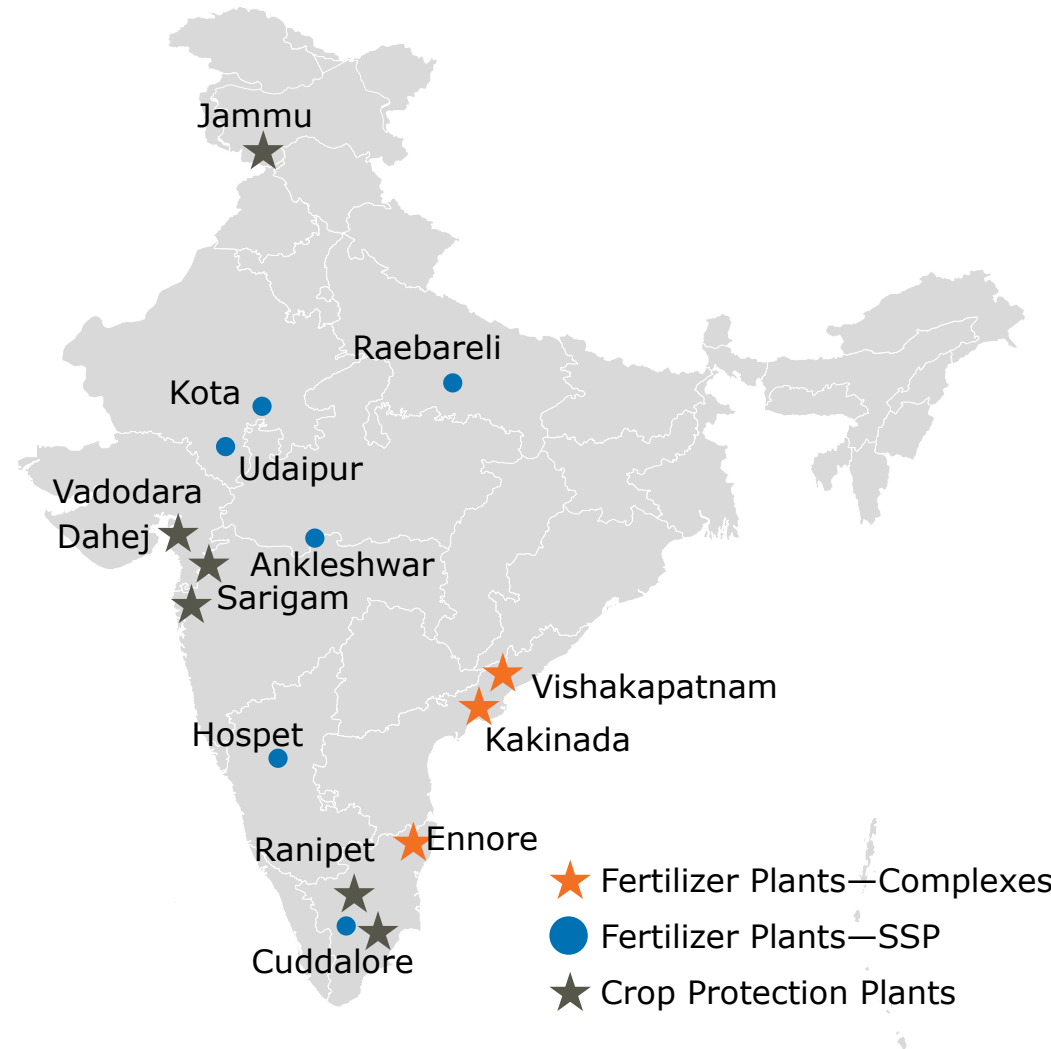 Jammu
Raebareli
Kota
Udaipur
Vadodara
Dahej
Ankleshwar
Sarigam
Vishakapatnam
Hospet
Kakinada
Ennore
Ranipet
Cuddalore
Fertilizer Plants—Complexes
Fertilizer Plants—SSP
Crop Protection Plants